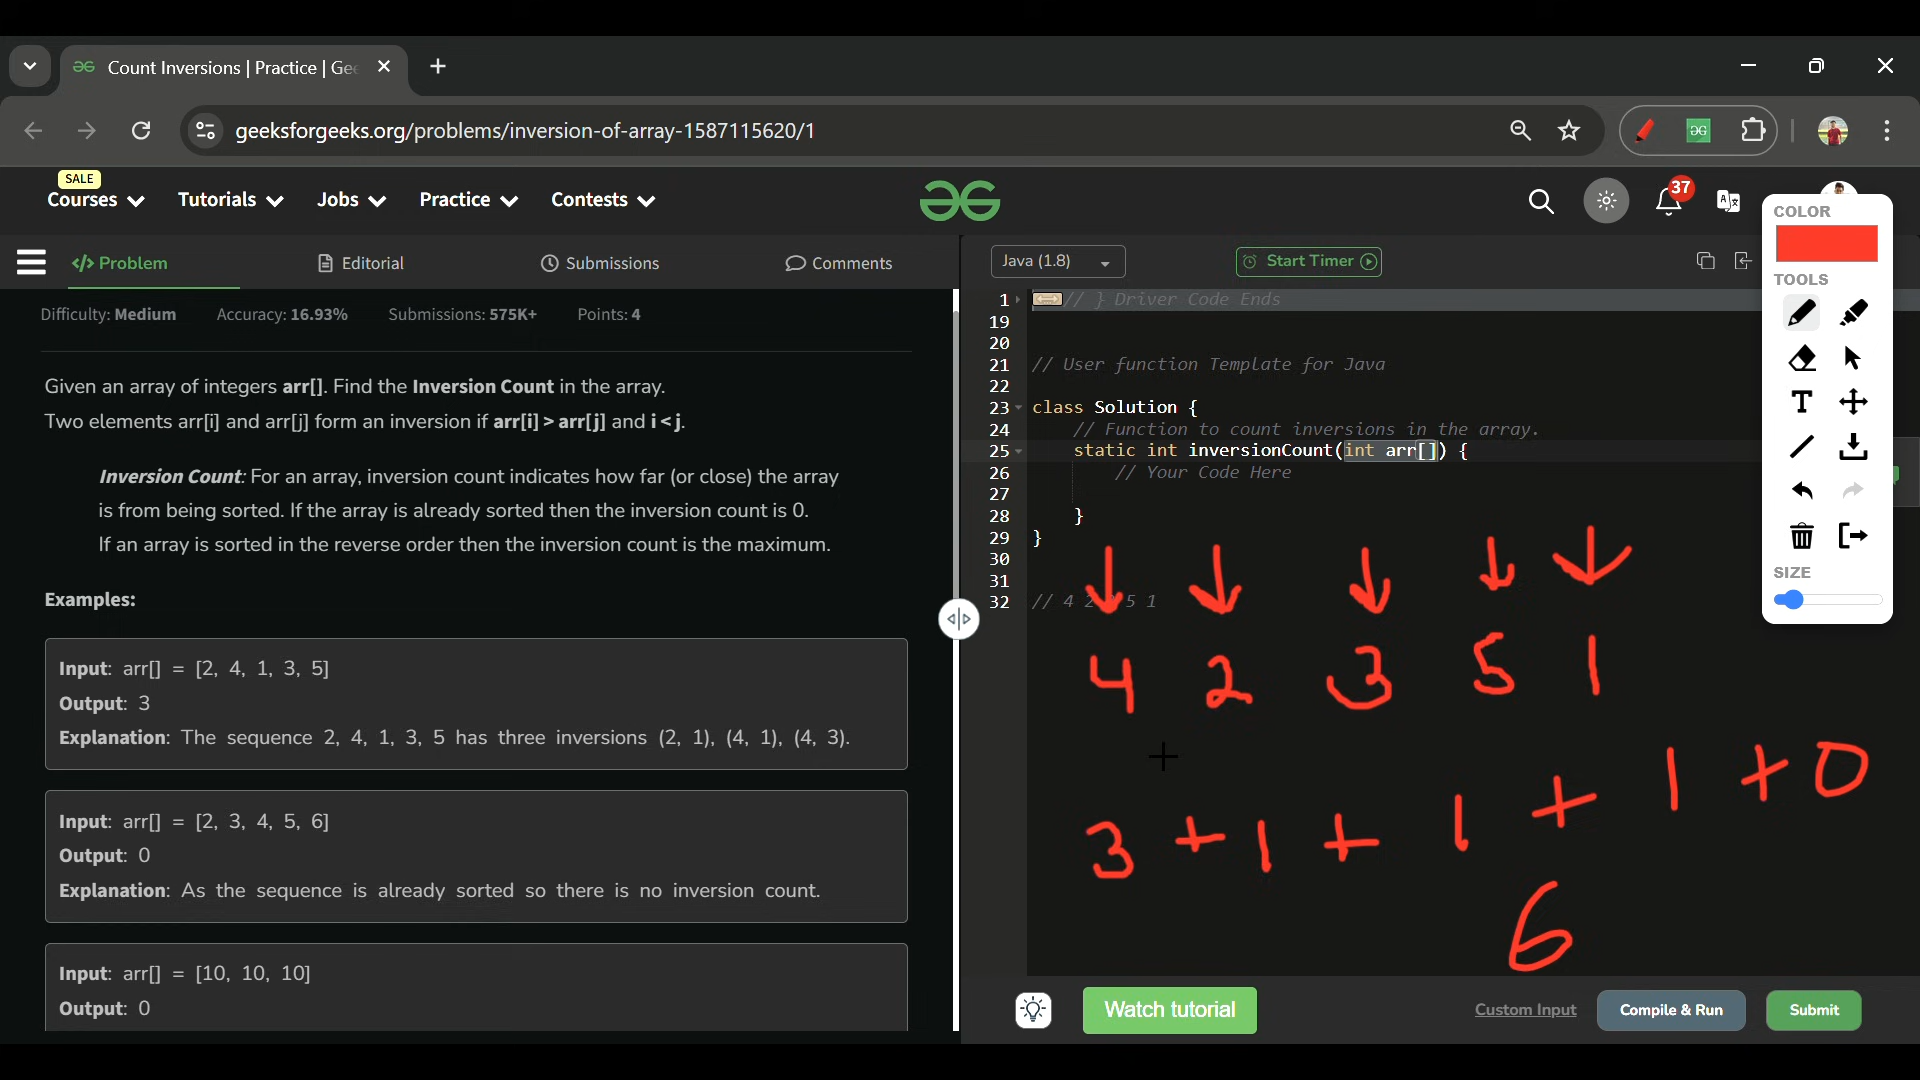 Count Inversions | Practice | Gee
geeksforgeeks.org/problems/inversion-of-array-1587115620/1
SALE
Courses Tutorials Jobs Practice Contests
37
COLOR
TOOLS
SIZE
</> Problem Editorial Submissions Comments
Difficulty: Medium Accuracy: 16.93% Submissions: 575K+ Points: 4
Given an array of integers arr[]. Find the Inversion Count in the array.
Two elements arr[i] and arr[j] form an inversion if arr[i] > arr[j] and i < j.
Inversion Count: For an array, inversion count indicates how far (or close) the array
is from being sorted. If the array is already sorted then the inversion count is 0.
If an array is sorted in the reverse order then the inversion count is the maximum.
Examples:
Input: arr[] = [2, 4, 1, 3, 5]
Output: 3
Explanation: The sequence 2, 4, 1, 3, 5 has three inversions (2, 1), (4, 1), (4, 3).
Input: arr[] = [2, 3, 4, 5, 6]
Output: 0
Explanation: As the sequence is already sorted so there is no inversion count.
Input: arr[] = [10, 10, 10]
Output: 0
Java (1.8) Start Timer
1 // } Driver Code Ends
19
20
21 // User function Template for Java
22
23 class Solution {
24 // Function to count inversions in the array.
25 static int inversionCount(int arr[]) {
26 // Your Code Here
27
28 }
29 }
30
31
32 // 4 2 5 1
4 2 3 5 1
3 + 1 + 1 + 1 + 0
6
Watch tutorial Custom Input Compile & Run Submit